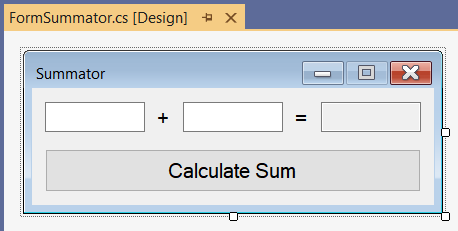 FormSummator.cs [Design]
Summator
+ =
Calculate Sum